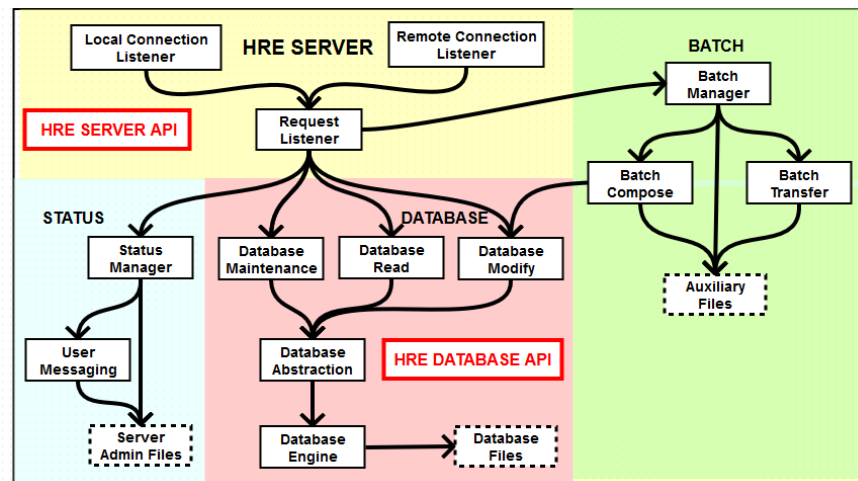 HRE SERVER
BATCH
Local Connection
Listener
Remote Connection
Listener
Batch
Manager
HRE SERVER API
Request
Listener
Batch
Compose
Batch
Transfer
STATUS
DATABASE
Status
Manager
Database
Maintenance
Database
Read
Database
Modify
Auxiliary
Files
User
Messaging
Database
Abstraction
HRE DATABASE API
Server
Admin Files
Database
Engine
Database
Files